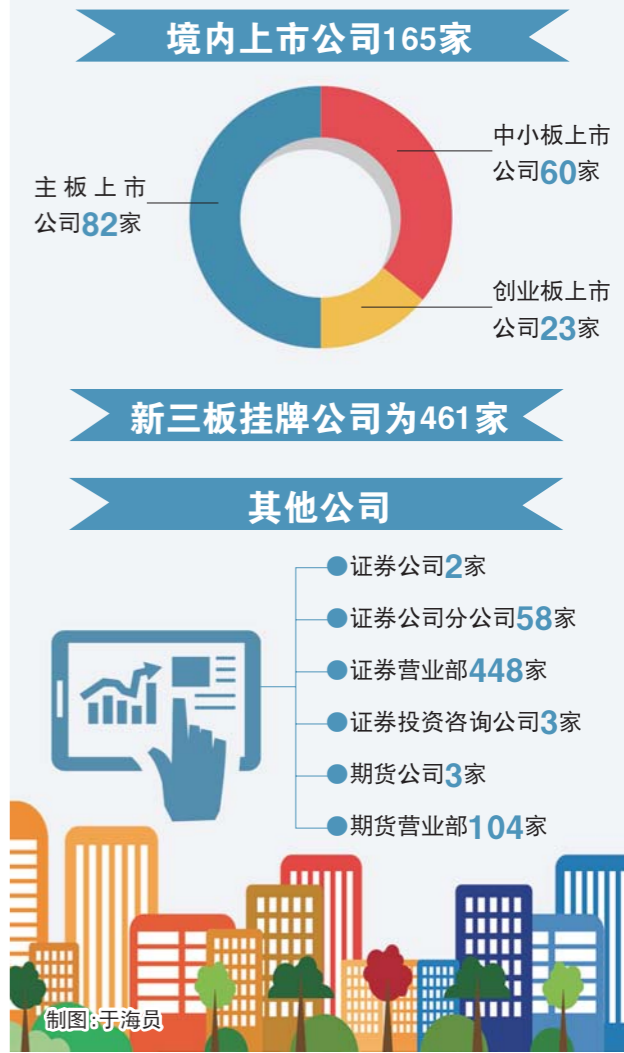 境内上市公司165家
中小板上市
公司60家
主板上市
公司82家
创业板上市
公司23家
新三板挂牌公司为461家
其他公司
证券公司2家
证券公司分公司58家
证券营业部448家
证券投资咨询公司3家
期货公司3家
期货营业部104家
制图:于海员